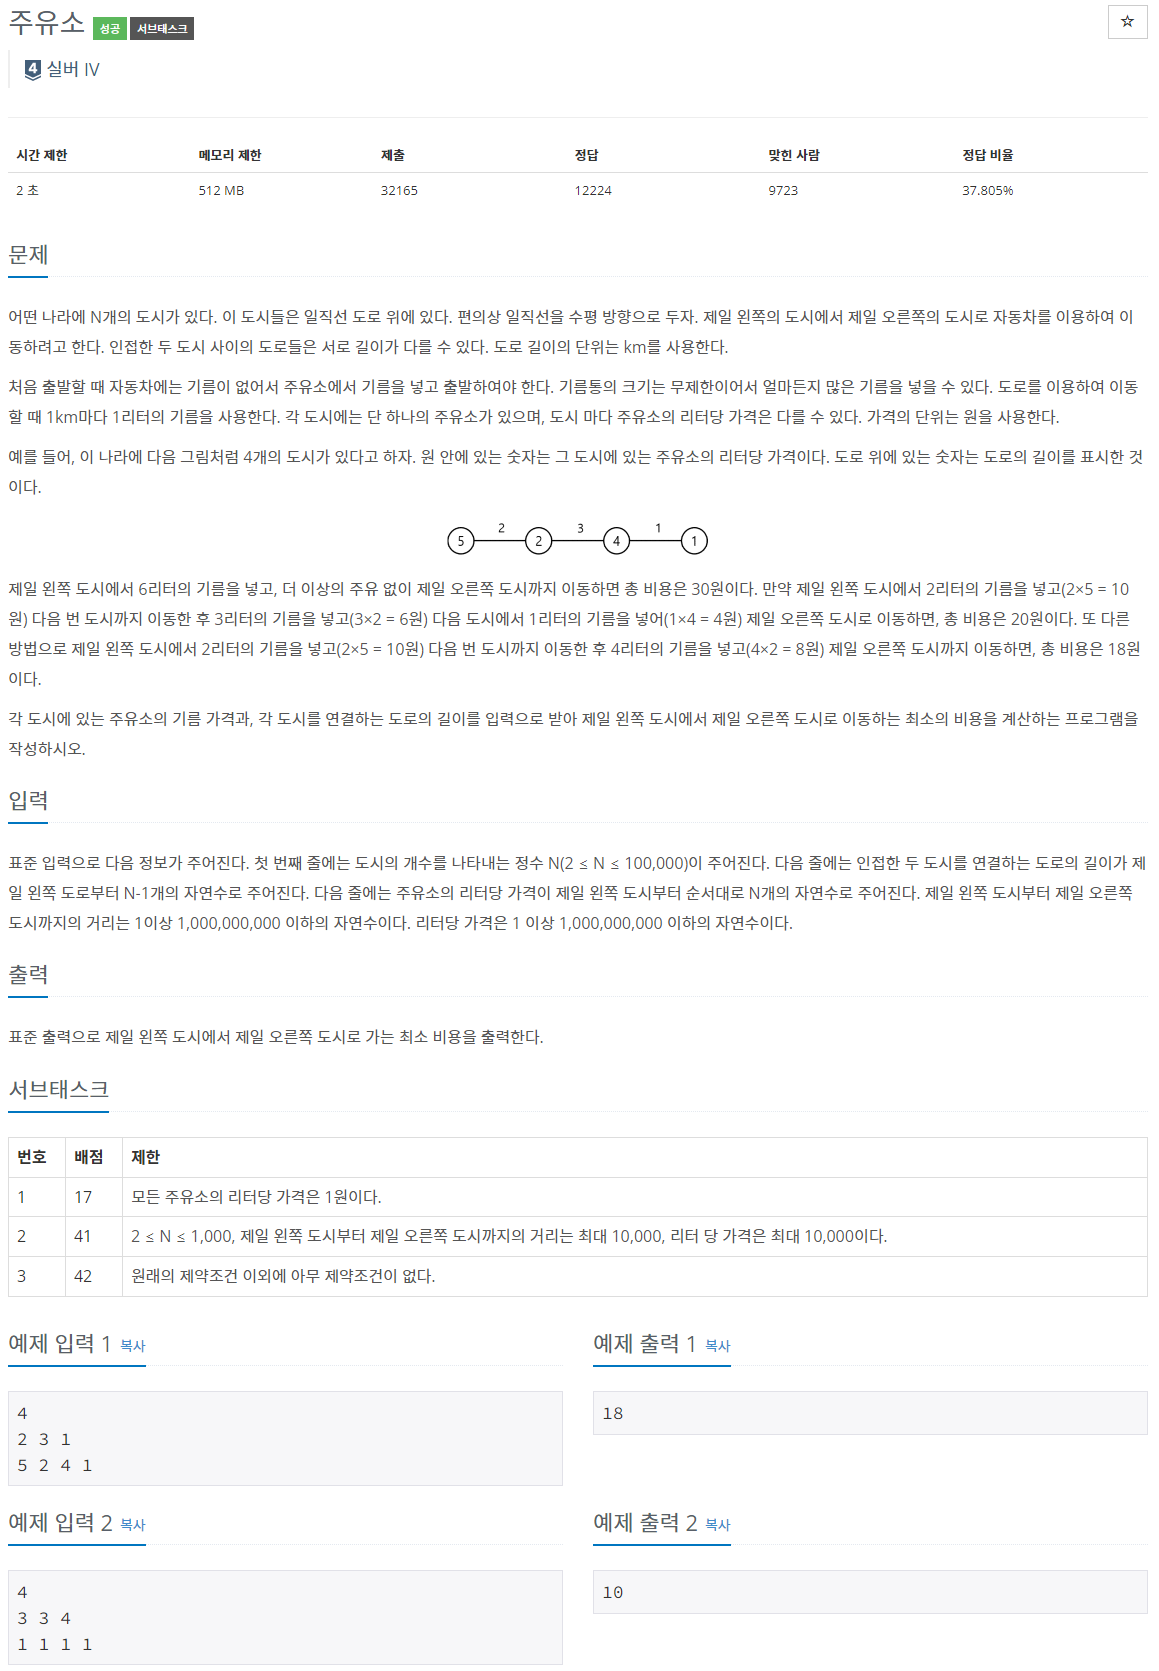 주유소 성공 서브태스크
☆
4 실버 IV
시간 제한 메모리 제한 제출 정답 맞힌 사람 정답 비율
2 초 512 MB 32165 12224 9723 37.805%
문제
어떤 나라에 N개의 도시가 있다. 이 도시들은 일직선 도로 위에 있다. 편의상 일직선을 수평 방향으로 두자. 제일 왼쪽의 도시에서 제일 오른쪽의 도시로 자동차를 이용하여 이
동하려고 한다. 인접한 두 도시 사이의 도로들은 서로 길이가 다를 수 있다. 도로 길이의 단위는 km를 사용한다.
처음 출발할 때 자동차에는 기름이 없어서 주유소에서 기름을 넣고 출발하여야 한다. 기름통의 크기는 무제한이어서 얼마든지 많은 기름을 넣을 수 있다. 도로를 이용하여 이동
할 때 1km마다 1리터의 기름을 사용한다. 각 도시에는 단 하나의 주유소가 있으며, 도시 마다 주유소의 리터당 가격은 다를 수 있다. 가격의 단위는 원을 사용한다.
예를 들어, 이 나라에 다음 그림처럼 4개의 도시가 있다고 하자. 원 안에 있는 숫자는 그 도시에 있는 주유소의 리터당 가격이다. 도로 위에 있는 숫자는 도로의 길이를 표시한 것
이다.
2 3 1
5 2 4 1
제일 왼쪽 도시에서 6리터의 기름을 넣고, 더 이상의 주유 없이 제일 오른쪽 도시까지 이동하면 총 비용은 30원이다. 만약 제일 왼쪽 도시에서 2리터의 기름을 넣고(2×5 = 10
원) 다음 번 도시까지 이동한 후 3리터의 기름을 넣고(3×2 = 6원) 다음 도시에서 1리터의 기름을 넣어(1×4 = 4원) 제일 오른쪽 도시로 이동하면, 총 비용은 20원이다. 또 다른
방법으로 제일 왼쪽 도시에서 2리터의 기름을 넣고(2×5 = 10원) 다음 번 도시까지 이동한 후 4리터의 기름을 넣고(4×2 = 8원) 제일 오른쪽 도시까지 이동하면, 총 비용은 18원
이다.
각 도시에 있는 주유소의 기름 가격과, 각 도시를 연결하는 도로의 길이를 입력으로 받아 제일 왼쪽 도시에서 제일 오른쪽 도시로 이동하는 최소의 비용을 계산하는 프로그램을
작성하시오.
입력
표준 입력으로 다음 정보가 주어진다. 첫 번째 줄에는 도시의 개수를 나타내는 정수 N(2 ≤ N ≤ 100,000)이 주어진다. 다음 줄에는 인접한 두 도시를 연결하는 도로의 길이가 제
일 왼쪽 도로부터 N-1개의 자연수로 주어진다. 다음 줄에는 주유소의 리터당 가격이 제일 왼쪽 도시부터 순서대로 N개의 자연수로 주어진다. 제일 왼쪽 도시부터 제일 오른쪽
도시까지의 거리는 1이상 1,000,000,000 이하의 자연수이다. 리터당 가격은 1 이상 1,000,000,000 이하의 자연수이다.
출력
표준 출력으로 제일 왼쪽 도시에서 제일 오른쪽 도시로 가는 최소 비용을 출력한다.
서브태스크
번호 배점 제한
1 17 모든 주유소의 리터당 가격은 1원이다.
2 41 2 ≤ N ≤ 1,000, 제일 왼쪽 도시부터 제일 오른쪽 도시까지의 거리는 최대 10,000, 리터 당 가격은 최대 10,000이다.
3 42 원래의 제약조건 이외에 아무 제약조건이 없다.
예제 입력 1 복사
4
2 3 1
5 2 4 1
예제 출력 1 복사
18
예제 입력 2 복사
4
3 3 4
1 1 1 1
예제 출력 2 복사
10